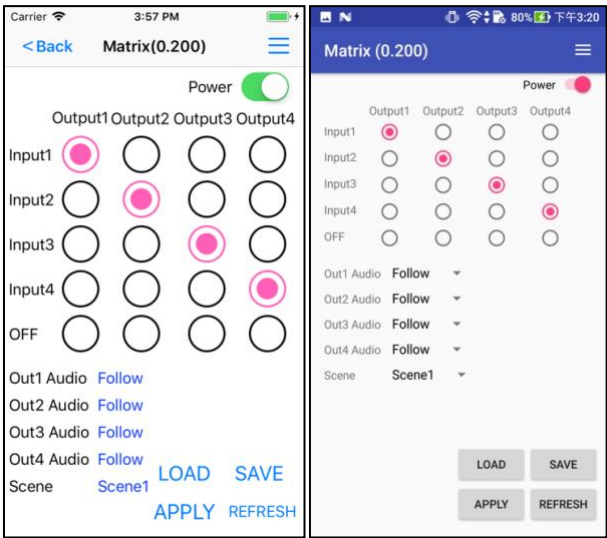 Carrier 3:57 PM
<Back Matrix(0.200)
Power
Output1 Output2 Output3 Output4
Input1
Input2
Input3
Input4
OFF
Out1 Audio Follow
Out2 Audio Follow
Out3 Audio Follow
Out4 Audio Follow
Scene Scene1
LOAD SAVE
APPLY REFRESH
80% 下午3:20
Matrix (0.200)
Power
Output1 Output2 Output3 Output4
Input1
Input2
Input3
Input4
OFF
Out1 Audio Follow
Out2 Audio Follow
Out3 Audio Follow
Out4 Audio Follow
Scene Scene1
LOAD SAVE
APPLY REFRESH